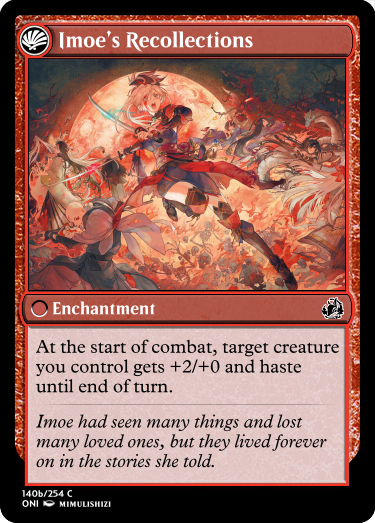 Imoe's Recollections
Enchantment
At the start of combat, target creature
you control gets +2/+0 and haste
until end of turn.
Imoe had seen many things and lost
many loved ones, but they lived forever
on in the stories she told.
140b/254 C
ONI MIMULISHIZI